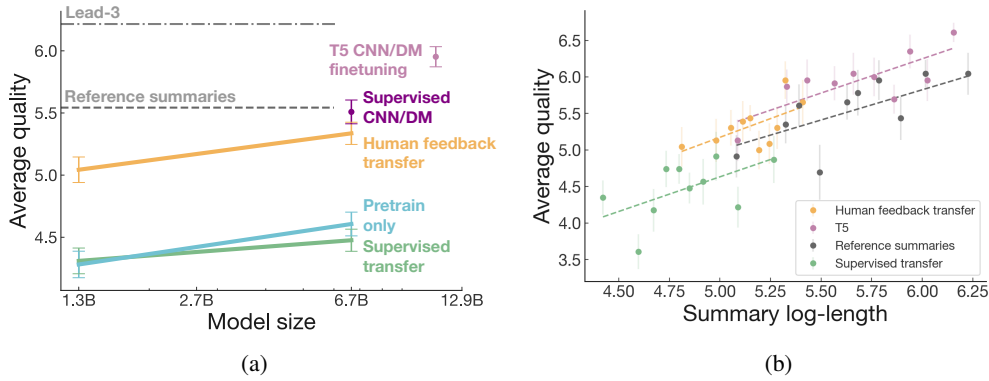 Lead-3
T5 CNN/DM
finetuning
Reference summaries
Supervised
CNN/DM
Human feedback
transfer
Pretrain
only
Supervised
transfer
Average quality
6.0
5.5
5.0
4.5
1.3B
2.7B
6.7B
12.9B
Model size
(a)
Average quality
6.5
6.0
5.5
5.0
4.5
4.0
3.5
Human feedback transfer
T5
Reference summaries
Supervised transfer
4.50
4.75
5.00
5.25
5.50
5.75
6.00
6.25
Summary log-length
(b)